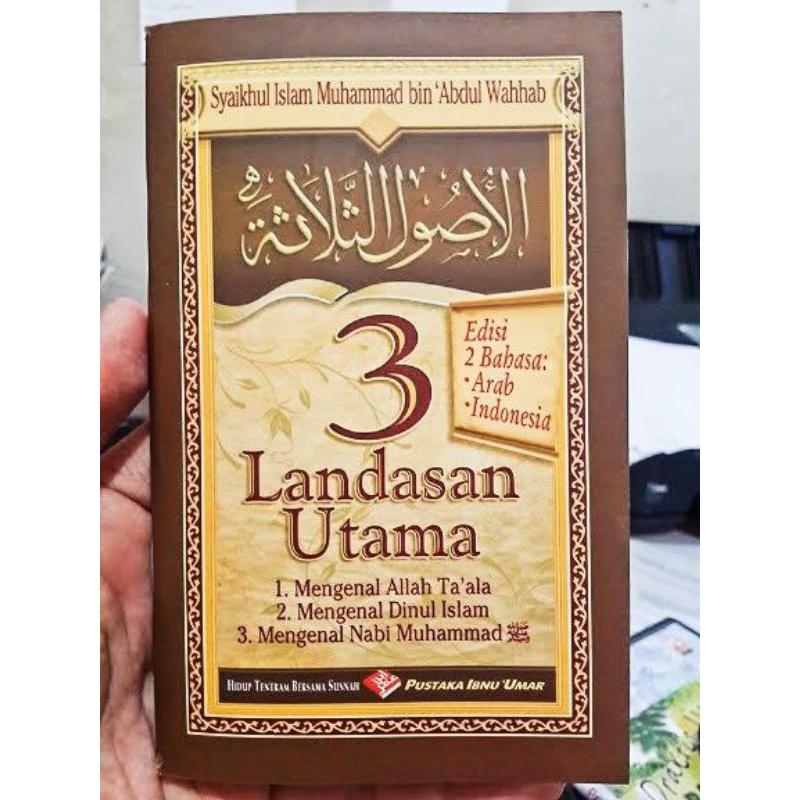 Syaikhul Islam Muhammad bin 'Abdul Wahhab
الأُصُولُ الثَّلَاثَةُ
3
Landasan
Utama
Edisi
2 Bahasa:
• Arab
• Indonesia
1. Mengenal Allah Ta'ala
2. Mengenal Dinul Islam
3. Mengenal Nabi Muhammad ﷺ
HIDUP TENTRAM BERSAMA SUNNAH
PUSTAKA IBNU 'UMAR